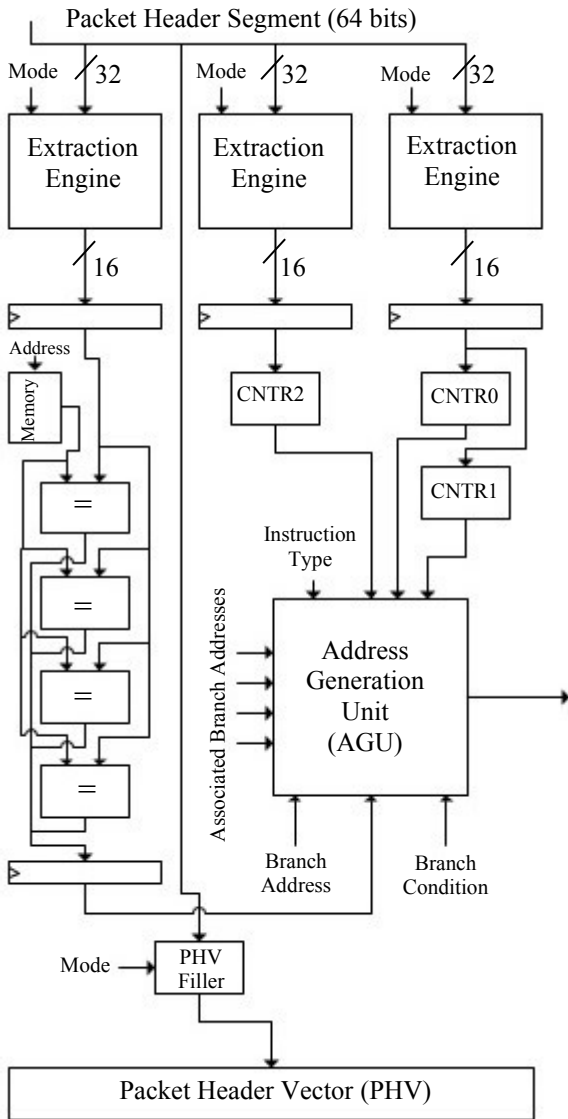 Packet Header Segment (64 bits)
Mode
32
Mode
32
Mode
32
Extraction
Engine
Extraction
Engine
Extraction
Engine
16
16
16
Address
Memory
CNTR2
CNTR0
CNTR1
=
=
=
=
Instruction
Type
Associated Branch Addresses
Address
Generation
Unit
(AGU)
Branch
Address
Branch
Condition
Mode
PHV
Filler
Packet Header Vector (PHV)